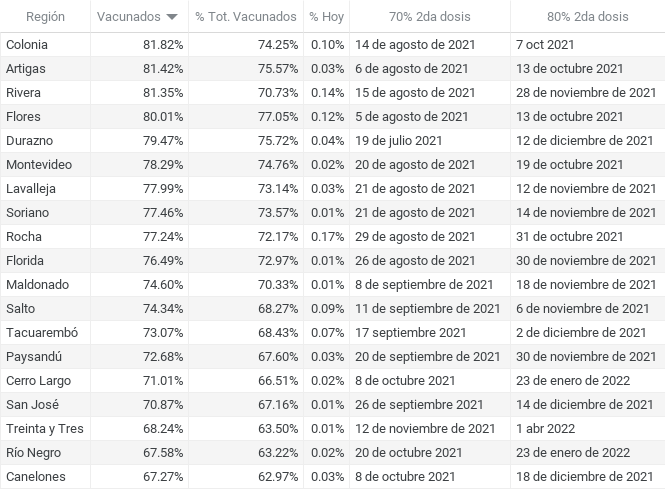 Región Vacunados % Tot. Vacunados % Hoy 70% 2da dosis 80% 2da dosis
Colonia 81.82% 74.25% 0.10% 14 de agosto de 2021 7 oct 2021
Artigas 81.42% 75.57% 0.03% 6 de agosto de 2021 13 de octubre 2021
Rivera 81.35% 70.73% 0.14% 15 de agosto de 2021 28 de noviembre de 2021
Flores 80.01% 77.05% 0.12% 5 de agosto de 2021 13 de octubre 2021
Durazno 79.47% 75.72% 0.04% 19 de julio 2021 12 de diciembre de 2021
Montevideo 78.29% 74.76% 0.02% 20 de agosto de 2021 19 de octubre 2021
Lavalleja 77.99% 73.14% 0.03% 21 de agosto de 2021 12 de noviembre de 2021
Soriano 77.46% 73.57% 0.01% 21 de agosto de 2021 14 de noviembre de 2021
Rocha 77.24% 72.17% 0.17% 29 de agosto de 2021 31 de octubre 2021
Florida 76.49% 72.97% 0.01% 26 de agosto de 2021 30 de noviembre de 2021
Maldonado 74.60% 70.33% 0.01% 8 de septiembre de 2021 18 de noviembre de 2021
Salto 74.34% 68.27% 0.09% 11 de septiembre de 2021 6 de noviembre de 2021
Tacuarembó 73.07% 68.43% 0.07% 17 septiembre 2021 2 de diciembre de 2021
Paysandú 72.68% 67.60% 0.03% 20 de septiembre de 2021 30 de noviembre de 2021
Cerro Largo 71.01% 66.51% 0.02% 8 de octubre 2021 23 de enero de 2022
San José 70.87% 67.16% 0.01% 26 de septiembre 2021 14 de diciembre de 2021
Treinta y Tres 68.24% 63.50% 0.01% 12 de noviembre de 2021 1 abr 2022
Río Negro 67.58% 63.22% 0.02% 20 de octubre 2021 23 de enero de 2022
Canelones 67.27% 62.97% 0.03% 8 de octubre 2021 18 de diciembre de 2021